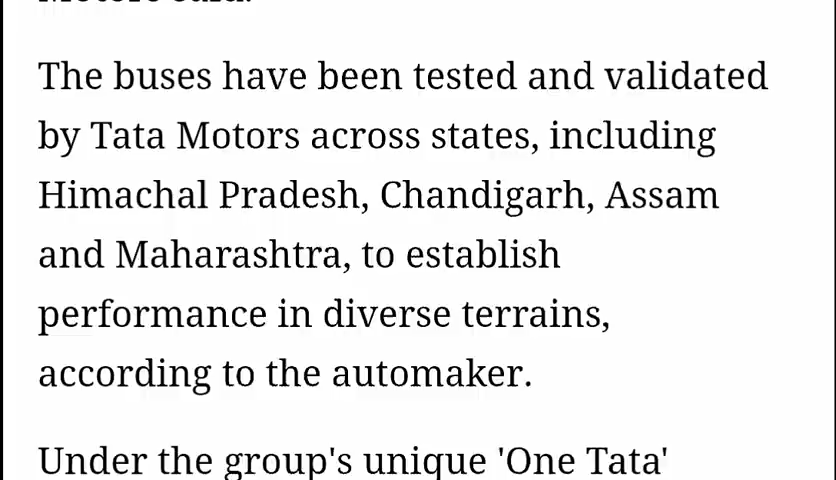 The buses have been tested and validated
by Tata Motors across states, including
Himachal Pradesh, Chandigarh, Assam
and Maharashtra, to establish
performance in diverse terrains,
according to the automaker.
Under the group's unique 'One Tata'